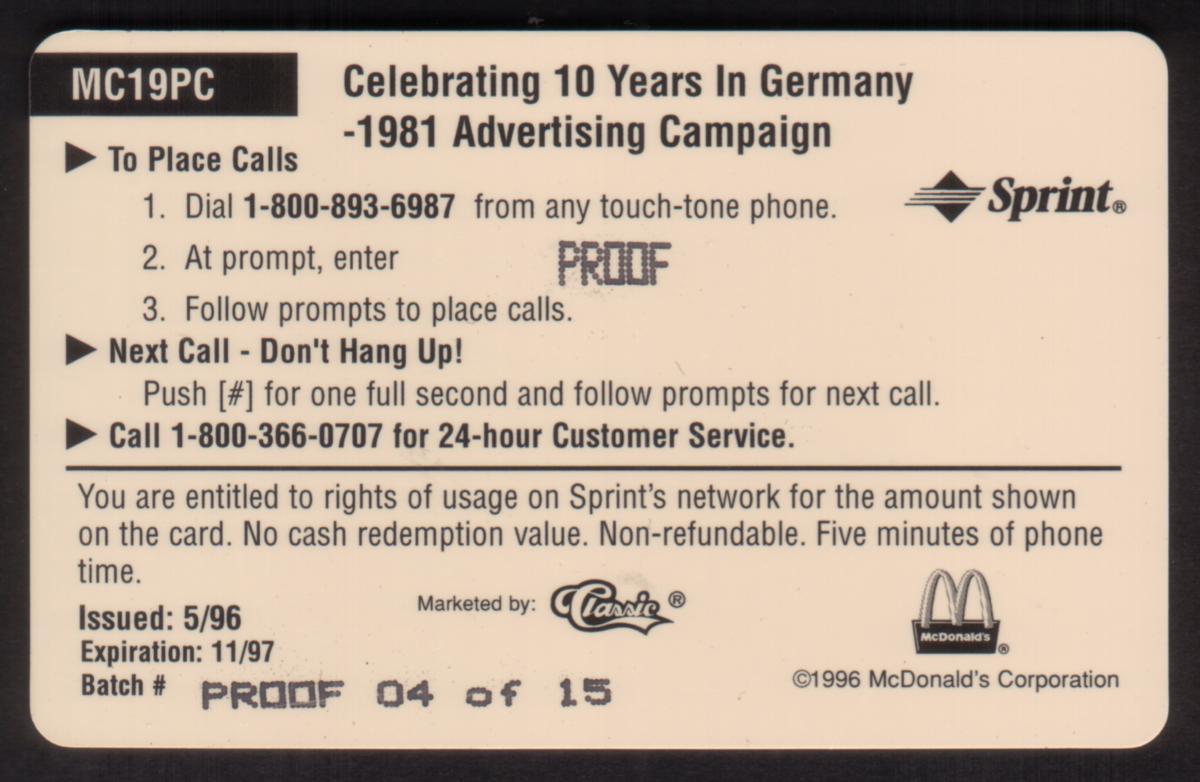 MC19PC
Celebrating 10 Years In Germany
-1981 Advertising Campaign
▶ To Place Calls
1. Dial 1-800-893-6987 from any touch-tone phone.
Sprint®
2. At prompt, enter PROOF
3. Follow prompts to place calls.
▶ Next Call - Don't Hang Up!
Push [#] for one full second and follow prompts for next call.
▶ Call 1-800-366-0707 for 24-hour Customer Service.
You are entitled to rights of usage on Sprint's network for the amount shown
on the card. No cash redemption value. Non-refundable. Five minutes of phone
time.
Marketed by: Classic®
McDonald's®
Issued: 5/96
Expiration: 11/97
Batch # PROOF 04 of 15
©1996 McDonald's Corporation